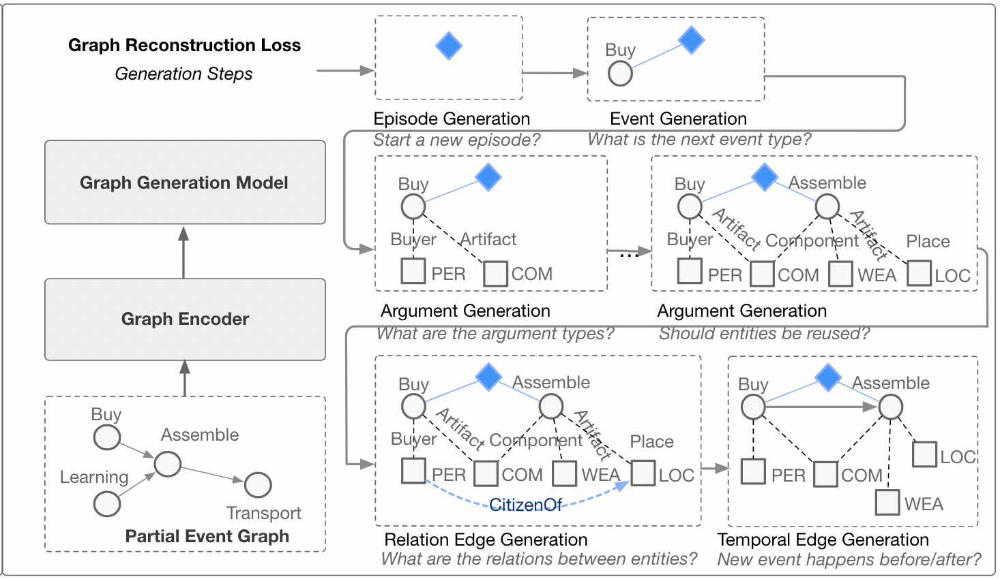 Graph Reconstruction Loss
Generation Steps
Buy
Episode Generation
Start a new episode?
Event Generation
What is the next event type?
Graph Generation Model
Graph Encoder
Buy
Assemble
Learning
Transport
Partial Event Graph
Buy
Buyer
Artifact
PER
COM
Argument Generation
What are the argument types?
...
Buy
Assemble
Artifact
Artifact
Buyer
Component
Place
PER
COM
WEA
LOC
Argument Generation
Should entities be reused?
Buy
Assemble
Artifact
Artifact
Buyer
Component
Place
PER
COM
WEA
LOC
CitizenOf
Relation Edge Generation
What are the relations between entities?
Buy
Assemble
PER
COM
LOC
WEA
Temporal Edge Generation
New event happens before/after?